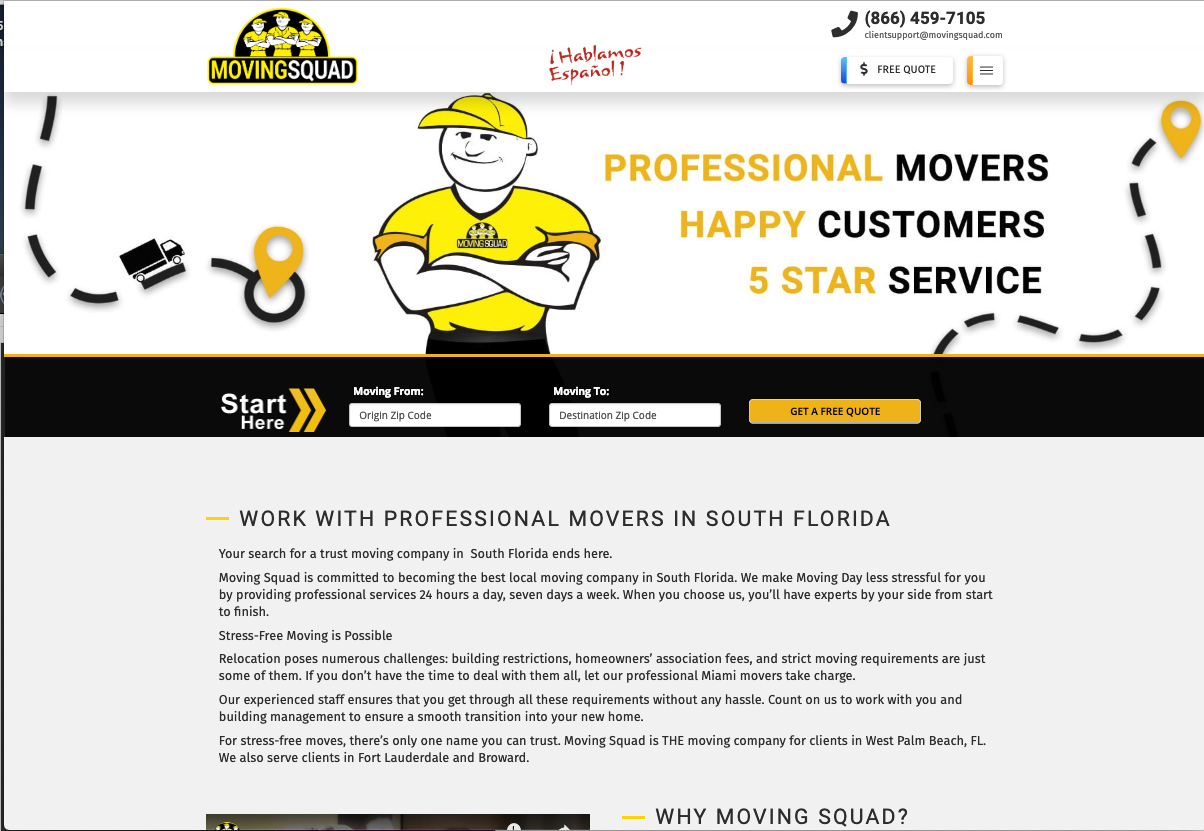 MOVINGSQUAD
¡Hablamos
Español!
(866) 459-7105
clientsupport@movingsquad.com
$ FREE QUOTE
MOVINGSQUAD
PROFESSIONAL MOVERS
HAPPY CUSTOMERS
5 STAR SERVICE
Start
Here
Moving From:
Origin Zip Code
Moving To:
Destination Zip Code
GET A FREE QUOTE
WORK WITH PROFESSIONAL MOVERS IN SOUTH FLORIDA
Your search for a trust moving company in  South Florida ends here.
Moving Squad is committed to becoming the best local moving company in South Florida. We make Moving Day less stressful for you
by providing professional services 24 hours a day, seven days a week. When you choose us, you’ll have experts by your side from start
to finish.
Stress-Free Moving is Possible
Relocation poses numerous challenges: building restrictions, homeowners’ association fees, and strict moving requirements are just
some of them. If you don’t have the time to deal with them all, let our professional Miami movers take charge.
Our experienced staff ensures that you get through all these requirements without any hassle. Count on us to work with you and
building management to ensure a smooth transition into your new home.
For stress-free moves, there’s only one name you can trust. Moving Squad is THE moving company for clients in West Palm Beach, FL.
We also serve clients in Fort Lauderdale and Broward.
WHY MOVING SQUAD?